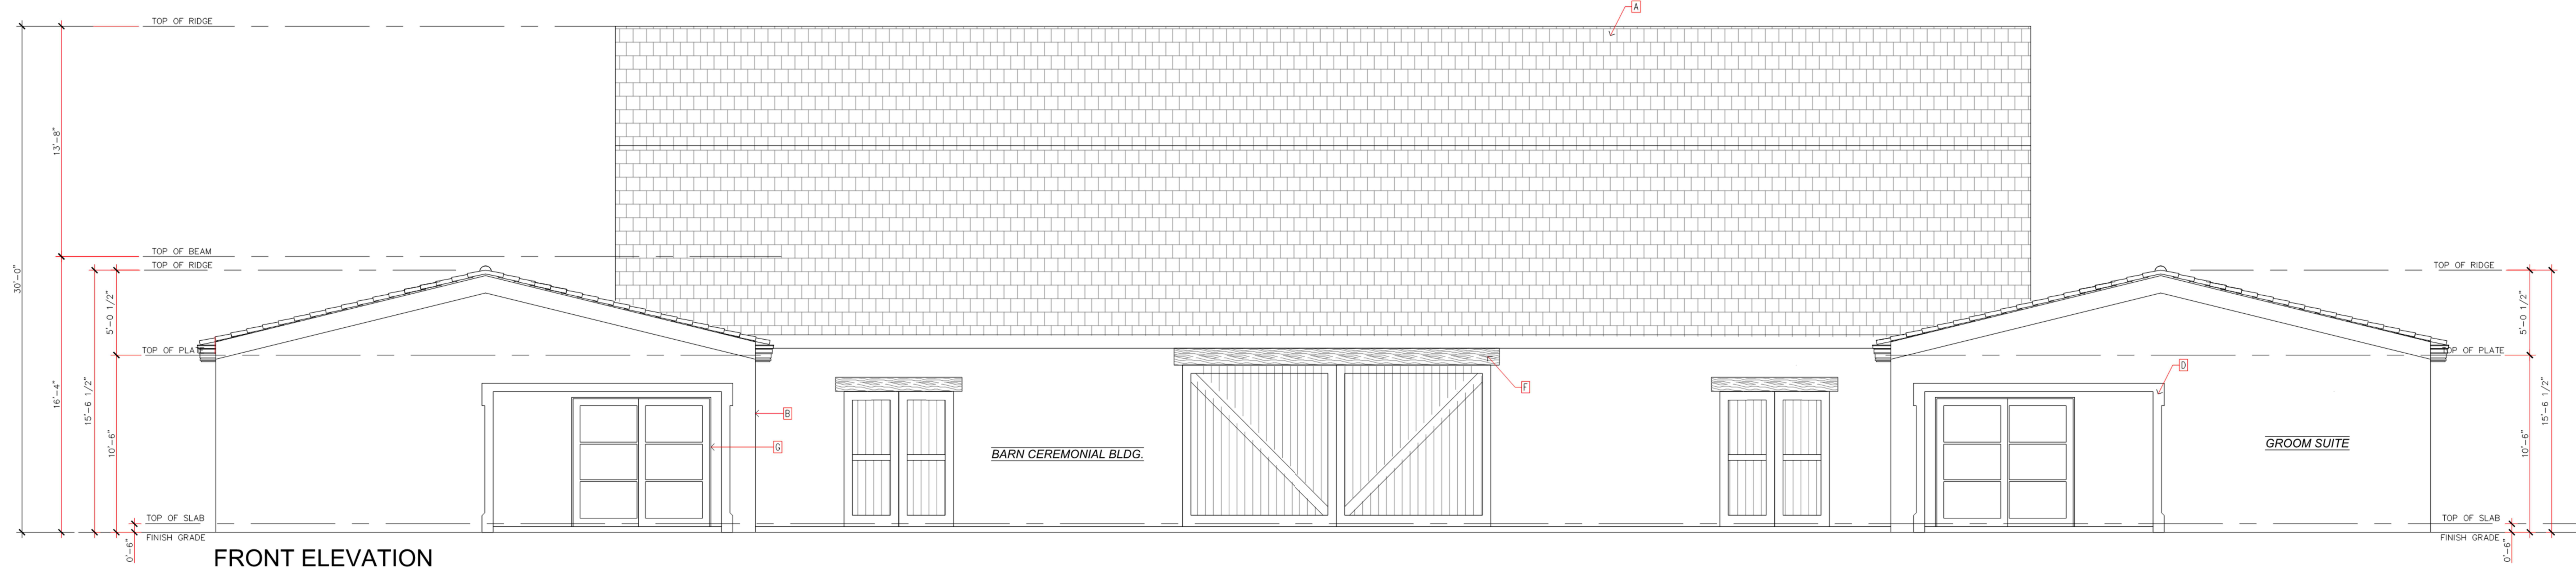 TOP OF RIDGE
A
13'-8"
30'-0"
TOP OF BEAM
TOP OF RIDGE
TOP OF RIDGE
5'-0 1/2"
5'-0 1/2"
TOP OF PLATE
TOP OF PLATE
D
F
16'-4"
15'-6 1/2"
10'-6"
B
G
BARN CEREMONIAL BLDG.
GROOM SUITE
10'-6"
15'-6 1/2"
TOP OF SLAB
TOP OF SLAB
FINISH GRADE
FINISH GRADE
0'-6"
0'-6"
FRONT ELEVATION